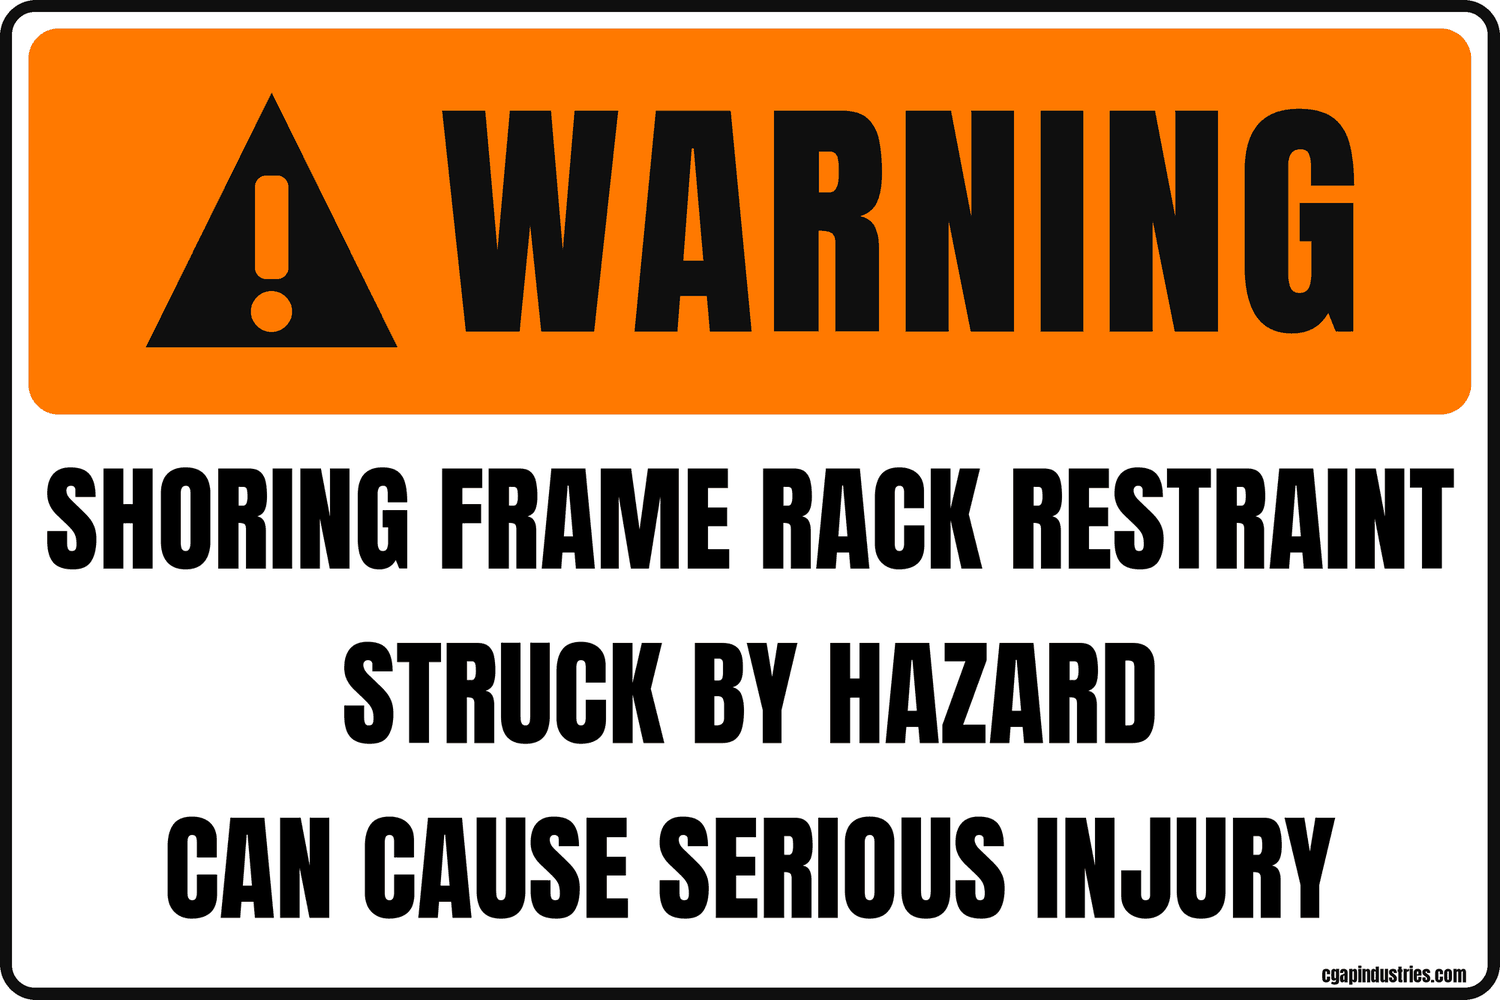 WARNING
SHORING FRAME RACK RESTRAINT
STRUCK BY HAZARD
CAN CAUSE SERIOUS INJURY
cgapindustries.com